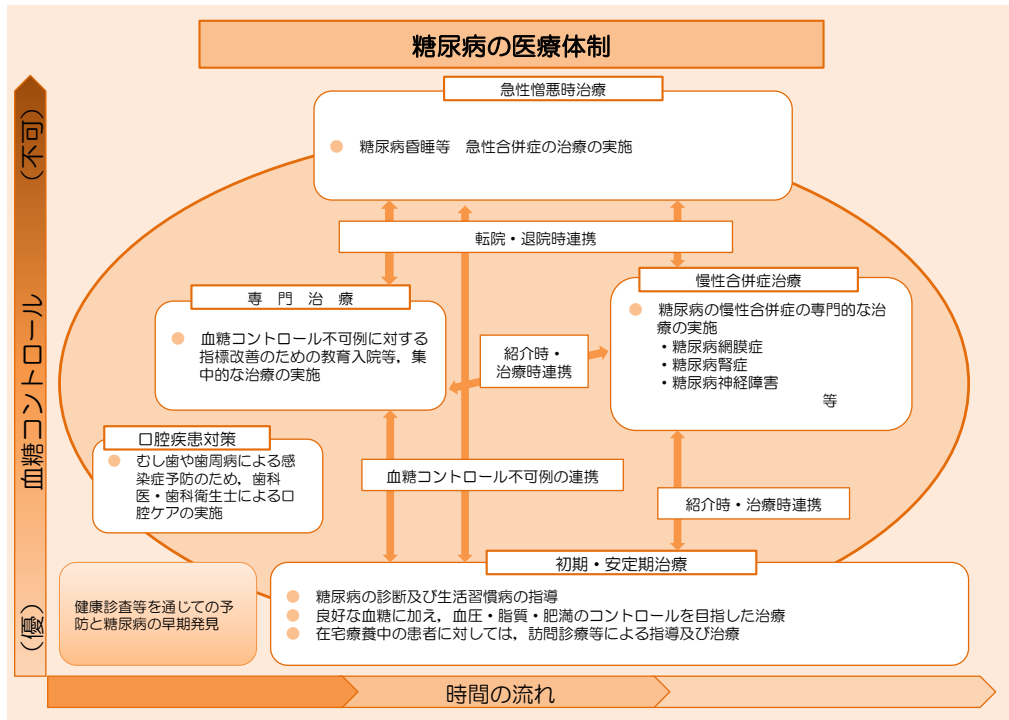 糖尿病の医療体制
急性憎悪時治療
● 糖尿病昏睡等 急性合併症の治療の実施
転院・退院時連携
専 門 治 療
● 血糖コントロール不可例に対する
指標改善のための教育入院等，集
中的な治療の実施
慢性合併症治療
● 糖尿病の慢性合併症の専門的な治
療の実施
・糖尿病網膜症
・糖尿病腎症
・糖尿病神経障害
等
紹介時・
治療時連携
口腔疾患対策
● むし歯や歯周病による感
染症予防のため，歯科
医・歯科衛生士による口
腔ケアの実施
血糖コントロール不可例の連携
紹介時・治療時連携
初期・安定期治療
● 糖尿病の診断及び生活習慣病の指導
● 良好な血糖に加え，血圧・脂質・肥満のコントロールを目指した治療
● 在宅療養中の患者に対しては，訪問診療等による指導及び治療
健康診査等を通じての予
防と糖尿病の早期発見
（優） 血糖コントロール （不可）
時間の流れ